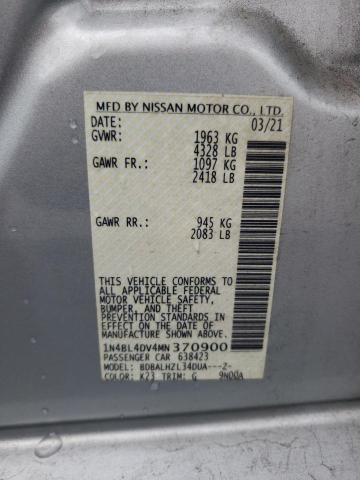 MFD BY NISSAN MOTOR CO., LTD.
DATE: 03/21
GVWR: 1963 KG
4328 LB
GAWR FR.: 1097 KG
2418 LB
GAWR RR.: 945 KG
2083 LB
THIS VEHICLE CONFORMS TO
ALL APPLICABLE FEDERAL
MOTOR VEHICLE SAFETY,
BUMPER, AND THEFT
PREVENTION STANDARDS IN
EFFECT ON THE DATE OF
MANUFACTURE SHOWN ABOVE.
1N4BL4DV4MN370900
PASSENGER CAR 638423
MODEL: BDBALHZL34DUA---Z-
COLOR: K23 TRIM: G 9N00A